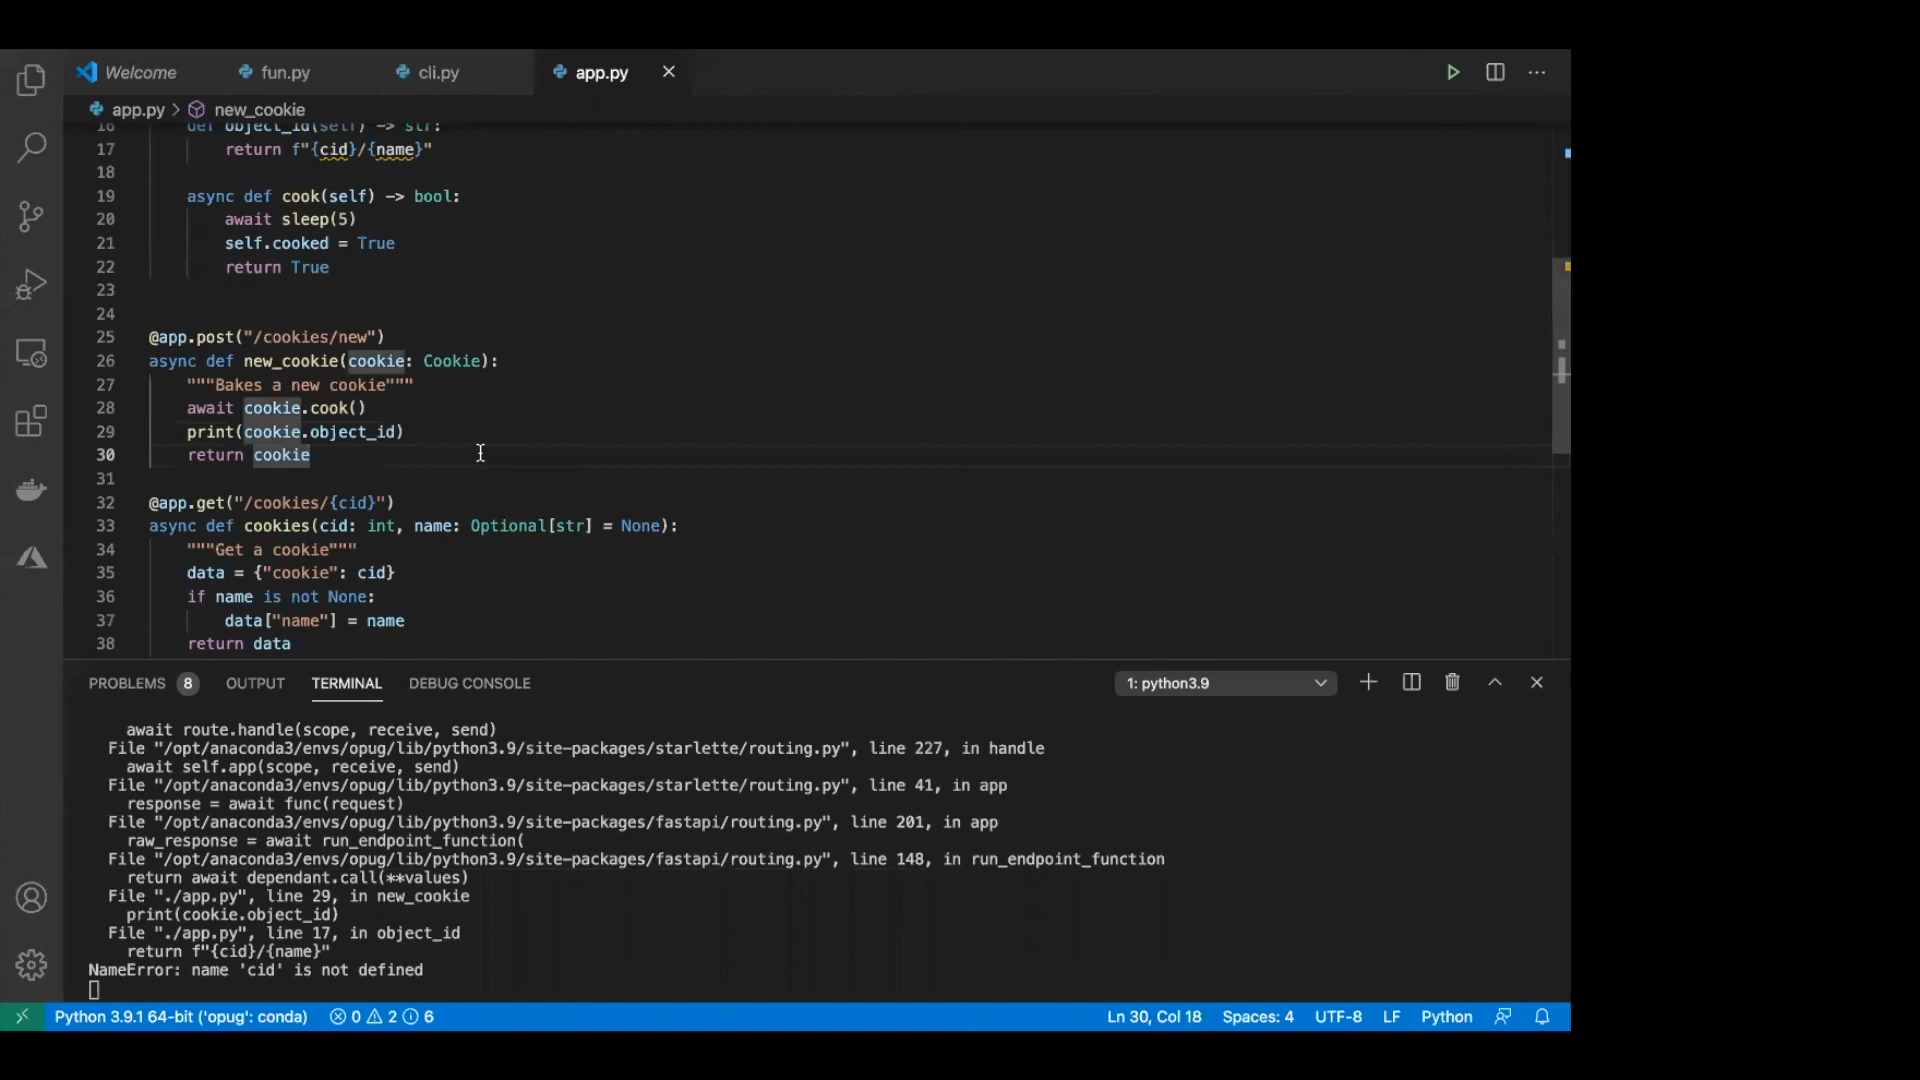 Welcome
fun.py
cli.py
app.py
app.py > new_cookie
16 def object_id(self) -> str:
17 return f"{cid}/{name}"
18
19 async def cook(self) -> bool:
20 await sleep(5)
21 self.cooked = True
22 return True
23
24
25 @app.post("/cookies/new")
26 async def new_cookie(cookie: Cookie):
27 """Bakes a new cookie"""
28 await cookie.cook()
29 print(cookie.object_id)
30 return cookie
31
32 @app.get("/cookies/{cid}")
33 async def cookies(cid: int, name: Optional[str] = None):
34 """Get a cookie"""
35 data = {"cookie": cid}
36 if name is not None:
37 data["name"] = name
38 return data
PROBLEMS 8 OUTPUT TERMINAL DEBUG CONSOLE 1: python3.9
await route.handle(scope, receive, send)
File "/opt/anaconda3/envs/opug/lib/python3.9/site-packages/starlette/routing.py", line 227, in handle
await self.app(scope, receive, send)
File "/opt/anaconda3/envs/opug/lib/python3.9/site-packages/starlette/routing.py", line 41, in app
response = await func(request)
File "/opt/anaconda3/envs/opug/lib/python3.9/site-packages/fastapi/routing.py", line 201, in app
raw_response = await run_endpoint_function(
File "/opt/anaconda3/envs/opug/lib/python3.9/site-packages/fastapi/routing.py", line 148, in run_endpoint_function
return await dependant.call(**values)
File "./app.py", line 29, in new_cookie
print(cookie.object_id)
File "./app.py", line 17, in object_id
return f"{cid}/{name}"
NameError: name 'cid' is not defined
Python 3.9.1 64-bit ('opug': conda) 0 2 6 Ln 30, Col 18 Spaces: 4 UTF-8 LF Python